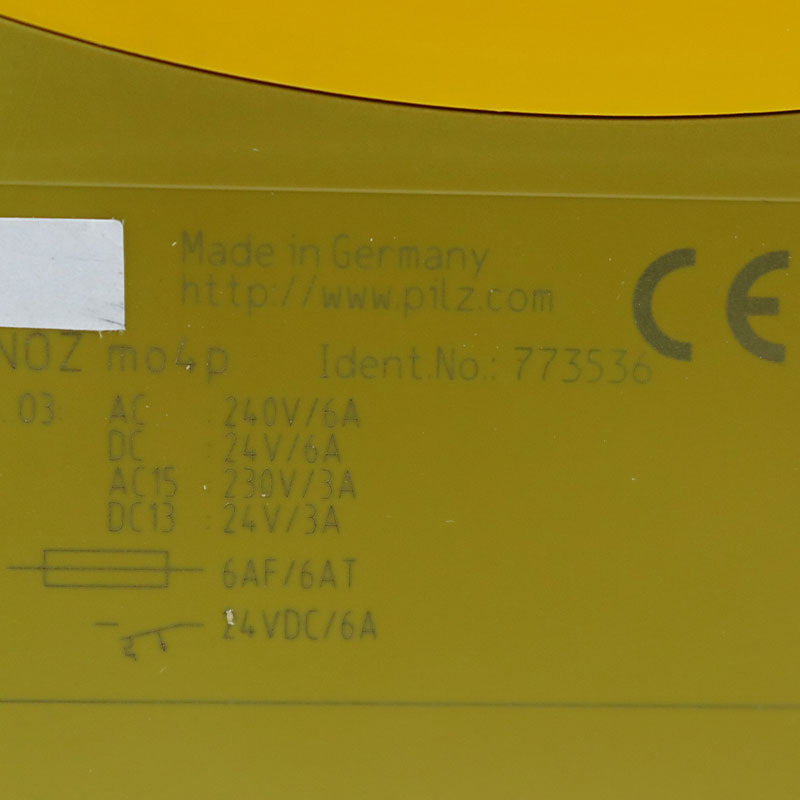 Made in Germany
http://www.pilz.com
CE
NOZ mo4p Ident.No.: 773536
.03 AC : 240V/6A
DC : 24V/6A
AC15 : 230V/3A
DC13 : 24V/3A
6AF/6AT
24VDC/6A